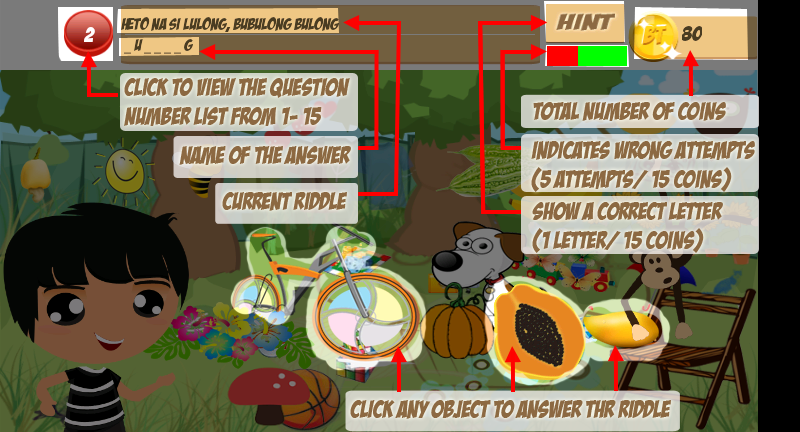 2
HETO NA SI LULONG, BUBULONG BULONG
_ U _ _ _ _ G
HINT
BT
80
CLICK TO VIEW THE QUESTION
NUMBER LIST FROM 1- 15
NAME OF THE ANSWER
CURRENT RIDDLE
TOTAL NUMBER OF COINS
INDICATES WRONG ATTEMPTS
(5 ATTEMPTS/ 15 COINS)
SHOW A CORRECT LETTER
(1 LETTER/ 15 COINS)
CLICK ANY OBJECT TO ANSWER THR RIDDLE